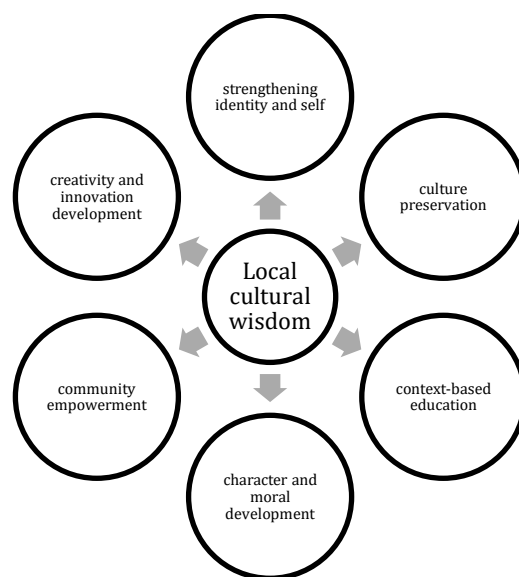 strengthening
identity and self
creativity and
innovation
development
culture
preservation
Local
cultural
wisdom
community
empowerment
context-based
education
character and
moral
development